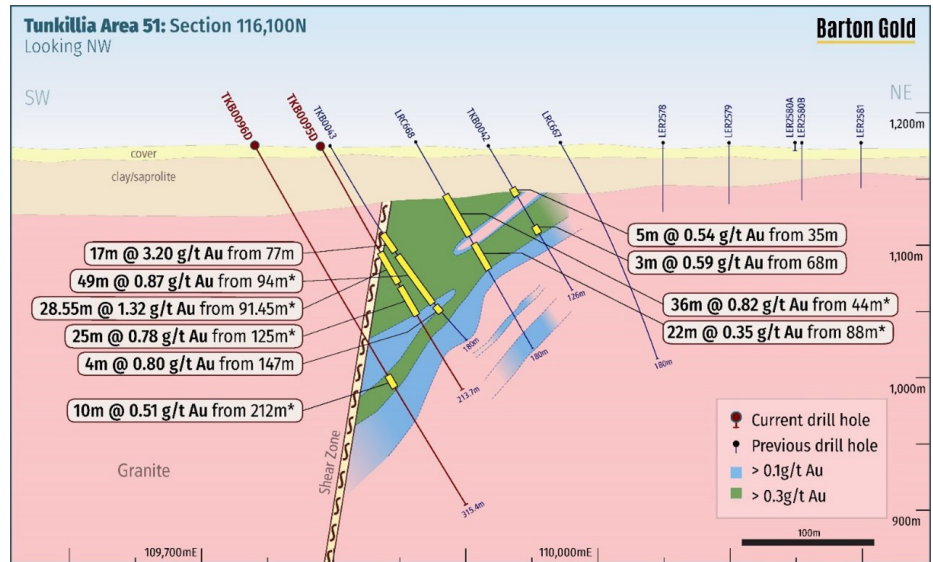 Tunkillia Area 51: Section 116,100N
Looking NW
Barton Gold
SW
NE
TKB0096D
TKB0095D
TKB0043
LRC668
TKB0042
LRC667
LER2578
LER2579
LER2580A
LER2580B
LER2581
1,200m
cover
clay/saprolite
17m @ 3.20 g/t Au from 77m
49m @ 0.87 g/t Au from 94m*
28.55m @ 1.32 g/t Au from 91.45m*
25m @ 0.78 g/t Au from 125m*
4m @ 0.80 g/t Au from 147m
10m @ 0.51 g/t Au from 212m*
5m @ 0.54 g/t Au from 35m
3m @ 0.59 g/t Au from 68m
36m @ 0.82 g/t Au from 44m*
22m @ 0.35 g/t Au from 88m*
1,100m
126m
180m
180m
180m
213.7m
315.4m
1,000m
Granite
Shear Zone
Current drill hole
Previous drill hole
> 0.1g/t Au
> 0.3g/t Au
900m
100m
109,700mE
110,000mE